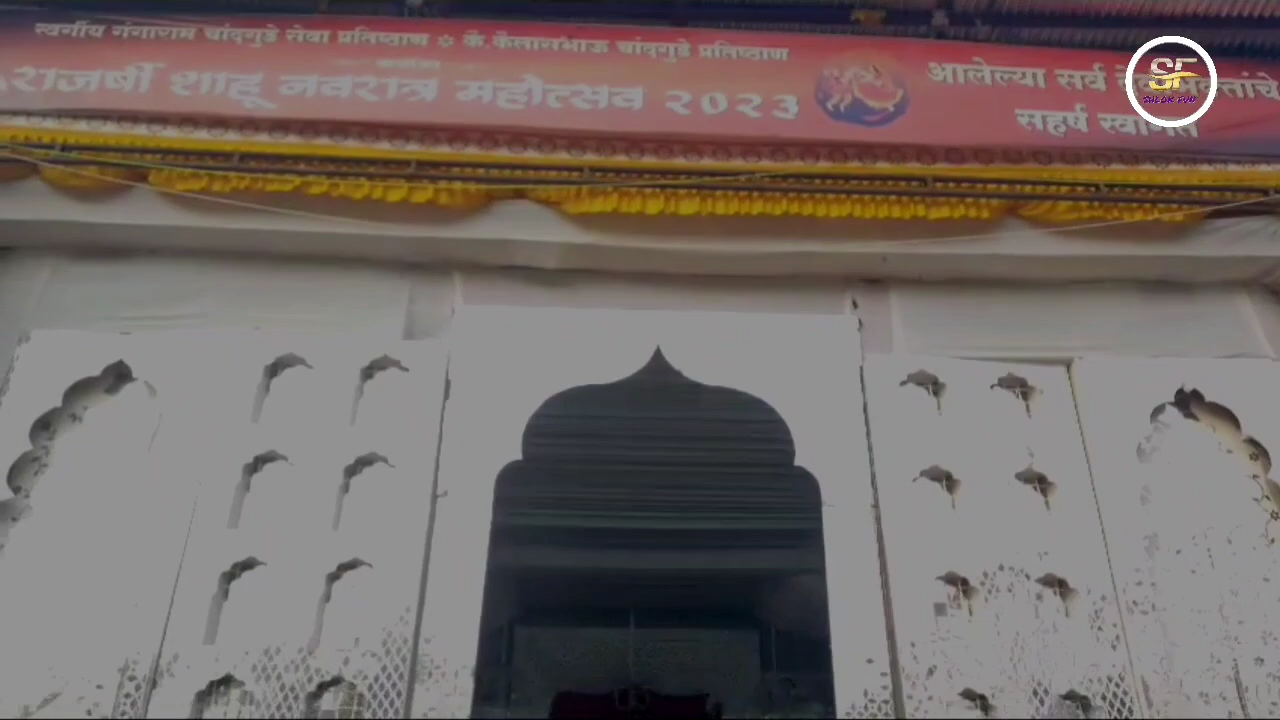 स्वर्गीय गंगाराम चांदगुडे सेवा प्रतिष्ठाण ☼ कै. कैलासभाऊ चांदगुडे प्रतिष्ठाण
राजर्षी शाहू नवरात्र महोत्सव २०२३
आलेल्या सर्व
सहर्ष स्वागत
SF